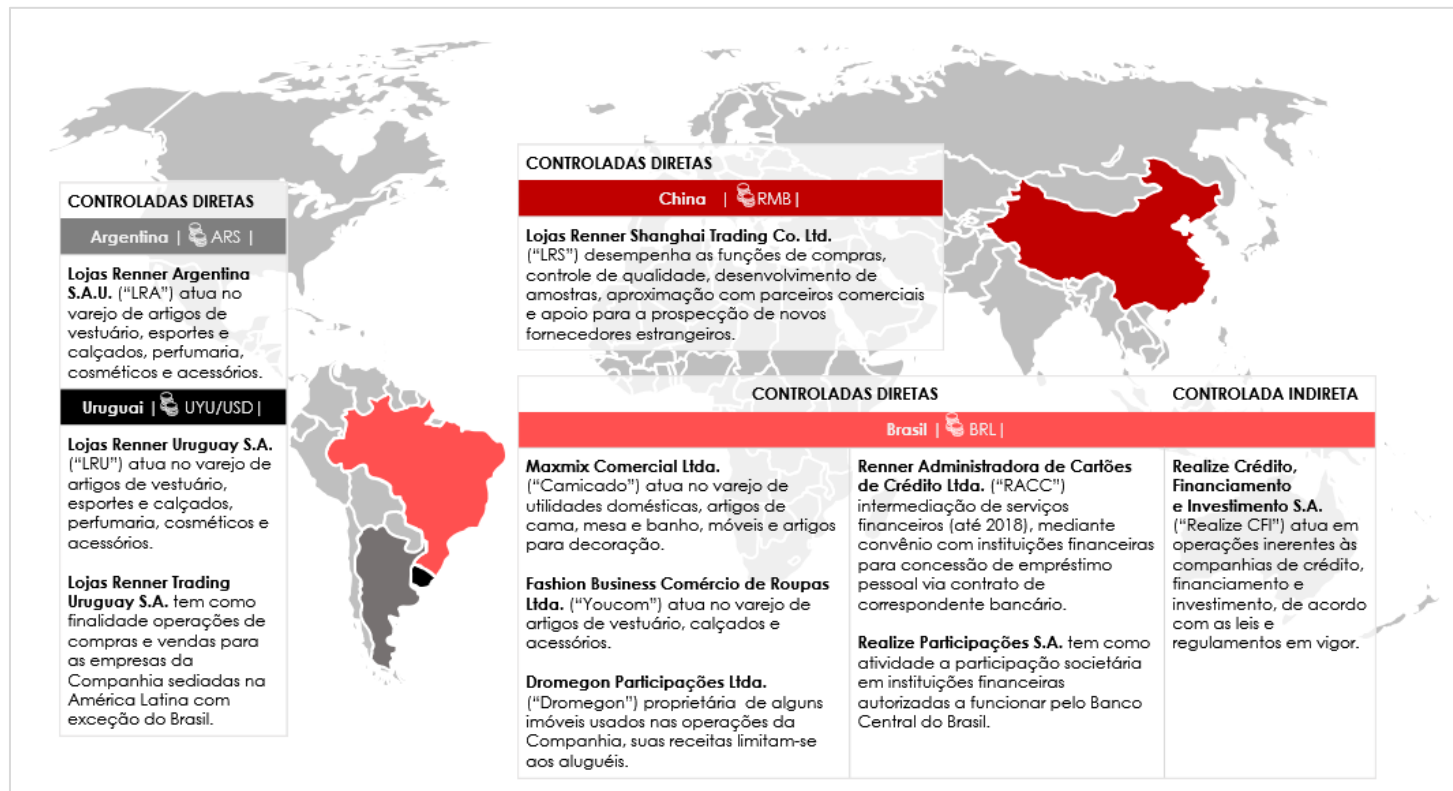 CONTROLADAS DIRETAS
Argentina | ARS |
Lojas Renner Argentina
S.A.U. (“LRA”) atua no
varejo de artigos de
vestuário, esportes e
calçados, perfumaria,
cosméticos e acessórios.
Uruguai | UYU/USD |
Lojas Renner Uruguay S.A.
(“LRU”) atua no varejo de
artigos de vestuário,
esportes e calçados,
perfumaria, cosméticos e
acessórios.
Lojas Renner Trading
Uruguay S.A. tem como
finalidade operações de
compras e vendas para
as empresas da
Companhia sediadas na
América Latina com
exceção do Brasil.
CONTROLADAS DIRETAS
China | RMB |
Lojas Renner Shanghai Trading Co. Ltd.
(“LRS”) desempenha as funções de compras,
controle de qualidade, desenvolvimento de
amostras, aproximação com parceiros comerciais
e apoio para a prospecção de novos
fornecedores estrangeiros.
CONTROLADAS DIRETAS
CONTROLADA INDIRETA
Brasil | BRL |
Maxmix Comercial Ltda.
(“Camicado”) atua no varejo de
utilidades domésticas, artigos de
cama, mesa e banho, móveis e artigos
para decoração.
Fashion Business Comércio de Roupas
Ltda. (“Youcom”) atua no varejo de
artigos de vestuário, calçados e
acessórios.
Dromegon Participações Ltda.
(“Dromegon”) proprietária de alguns
imóveis usados nas operações da
Companhia, suas receitas limitam-se
aos aluguéis.
Renner Administradora de Cartões
de Crédito Ltda. (“RACC”)
intermediação de serviços
financeiros (até 2018), mediante
convênio com instituições financeiras
para concessão de empréstimo
pessoal via contrato de
correspondente bancário.
Realize Participações S.A. tem como
atividade a participação societária
em instituições financeiras
autorizadas a funcionar pelo Banco
Central do Brasil.
Realize Crédito,
Financiamento
e Investimento S.A.
(“Realize CFI”) atua em
operações inerentes às
companhias de crédito,
financiamento e
investimento, de acordo
com as leis e
regulamentos em vigor.